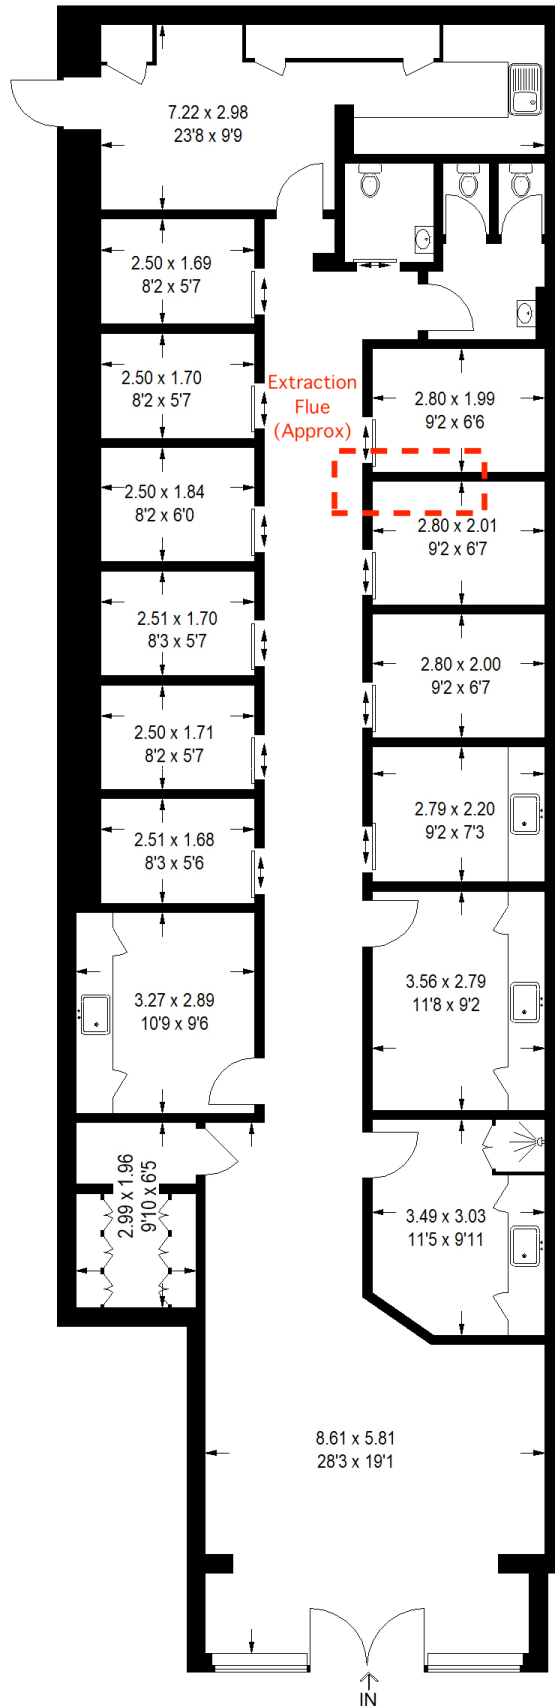 7.22 x 2.98
23'8 x 9'9
2.50 x 1.69
8'2 x 5'7
2.50 x 1.70
8'2 x 5'7
Extraction
Flue
(Approx)
2.80 x 1.99
9'2 x 6'6
2.50 x 1.84
8'2 x 6'0
2.80 x 2.01
9'2 x 6'7
2.51 x 1.70
8'3 x 5'7
2.80 x 2.00
9'2 x 6'7
2.50 x 1.71
8'2 x 5'7
2.79 x 2.20
9'2 x 7'3
2.51 x 1.68
8'3 x 5'6
3.56 x 2.79
11'8 x 9'2
3.27 x 2.89
10'9 x 9'6
2.99 x 1.96
9'10 x 6'5
3.49 x 3.03
11'5 x 9'11
8.61 x 5.81
28'3 x 19'1
IN